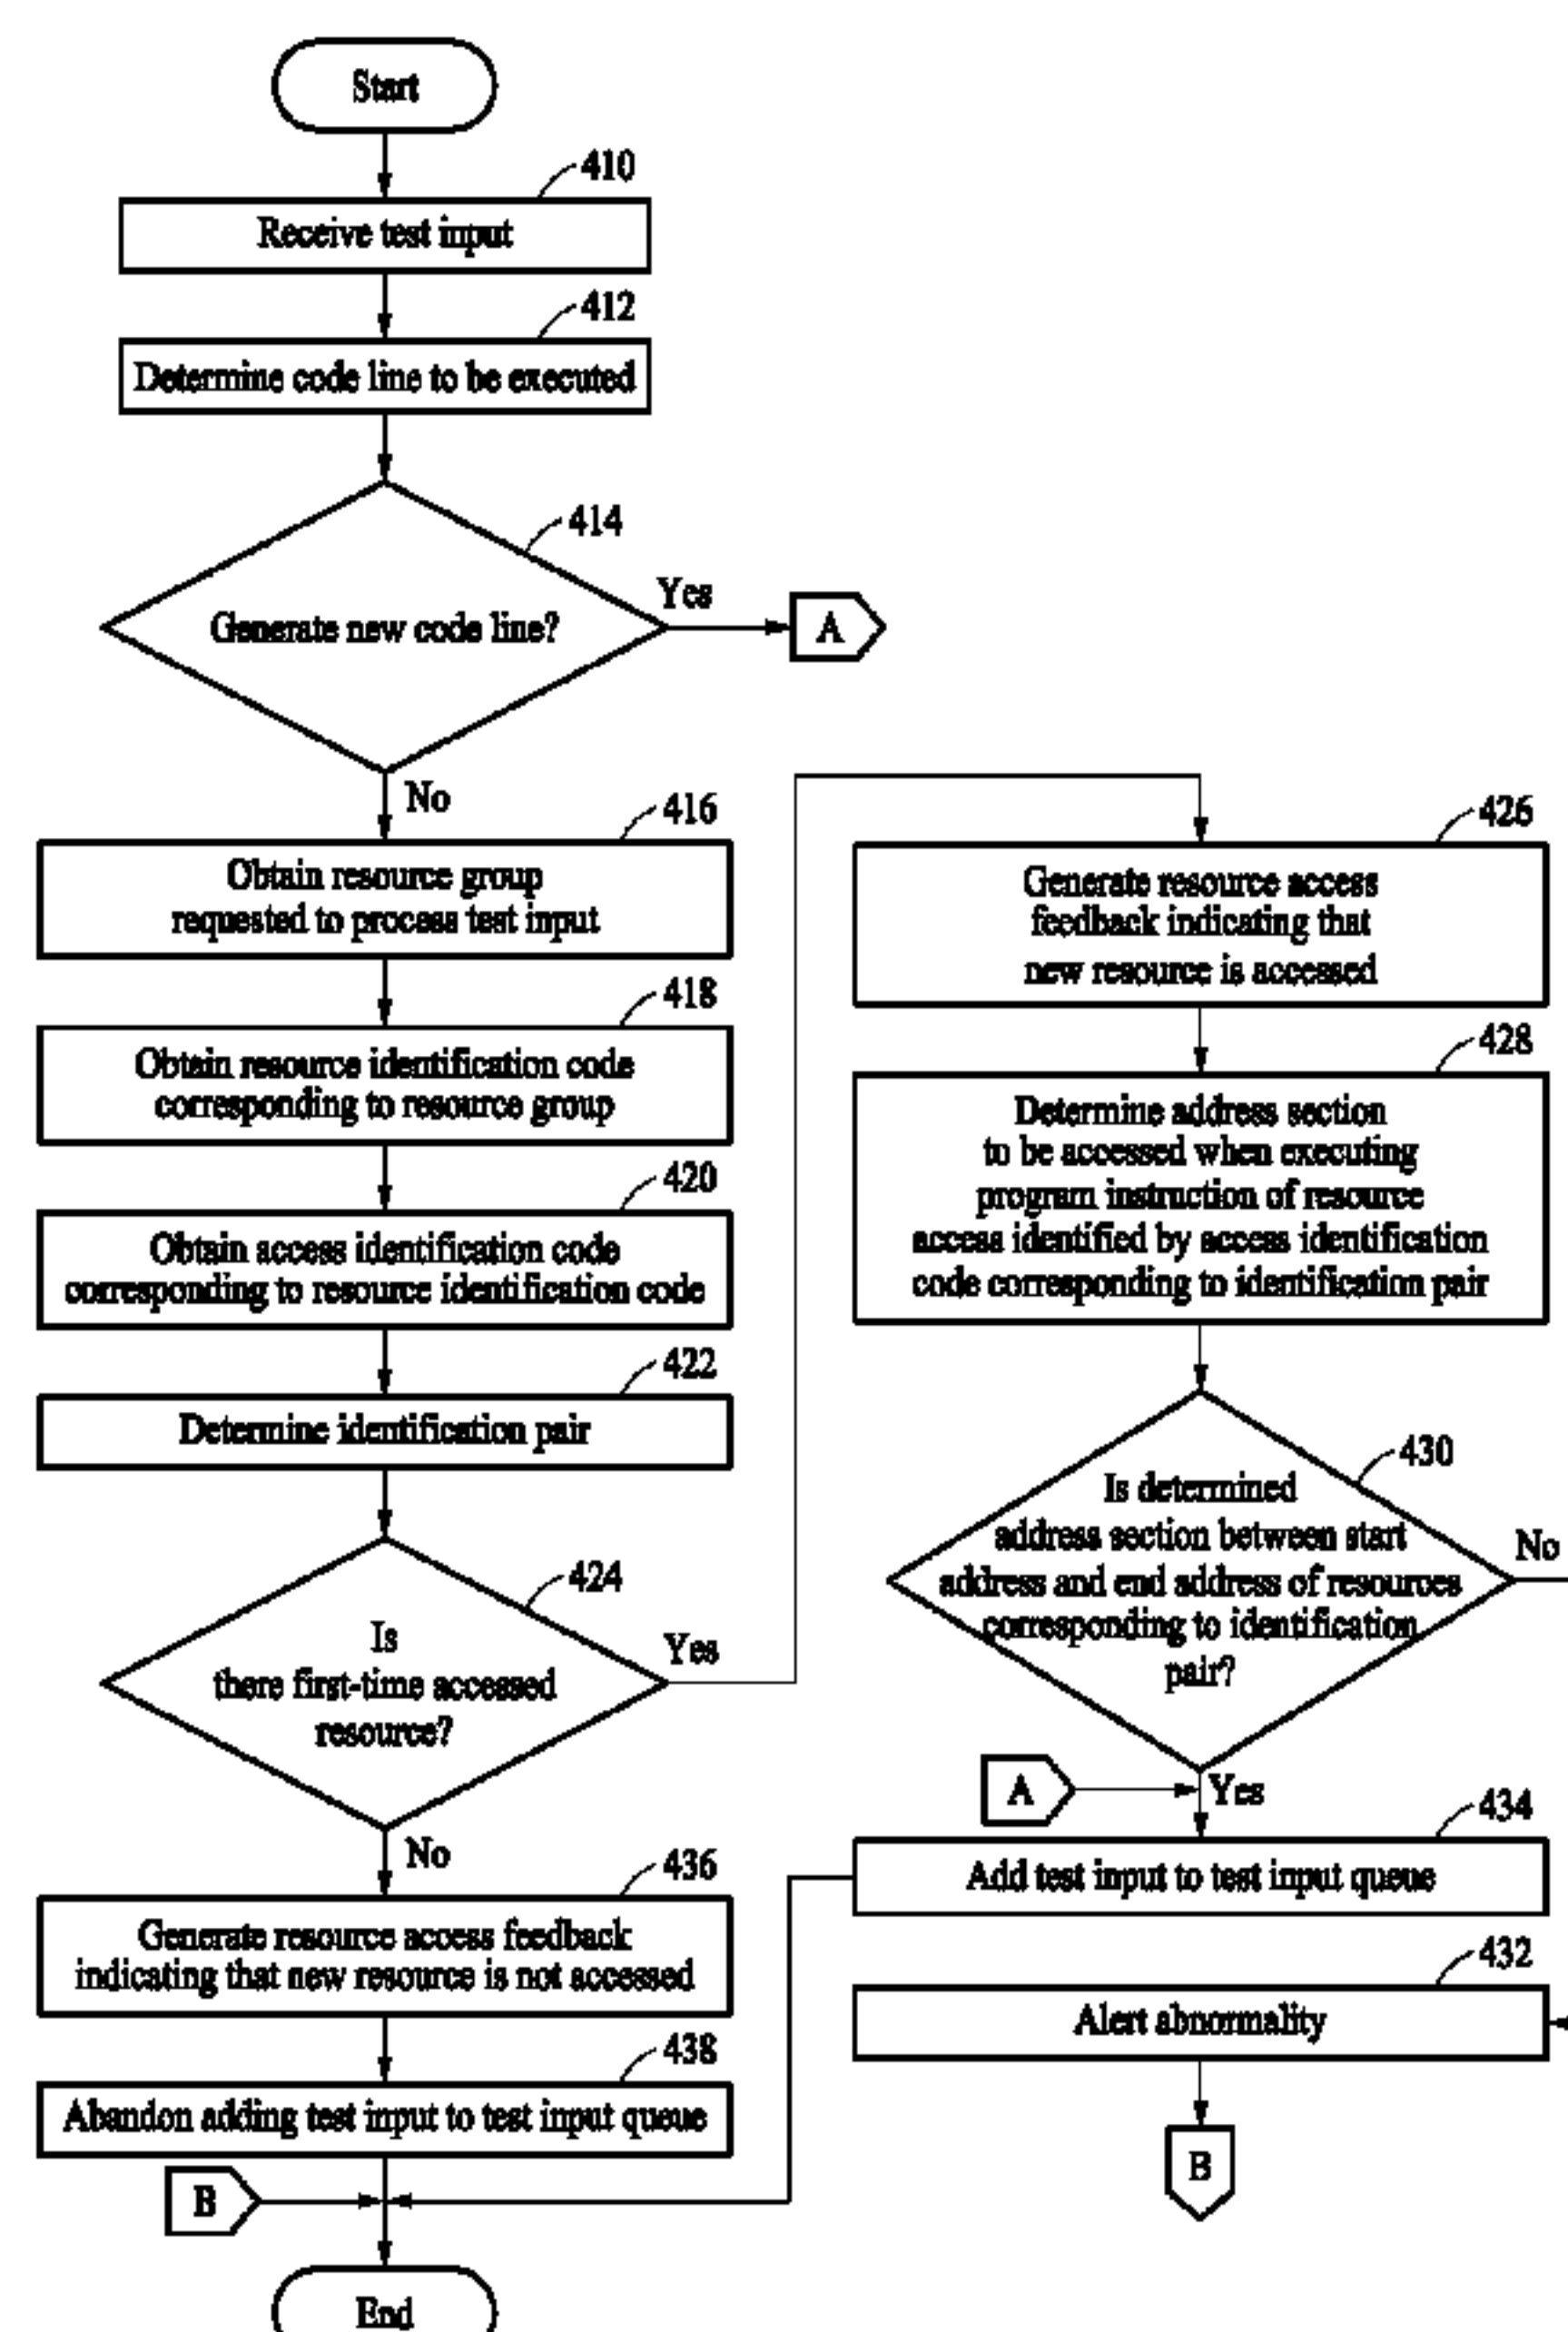 Start
410
Receive test input
412
Determine code line to be executed
414
Generate new code line?
Yes
A
No
416
Obtain resource group
requested to process test input
418
Obtain resource identification code
corresponding to resource group
420
Obtain access identification code
corresponding to resource identification code
422
Determine identification pair
424
Is
there first-time accessed
resource?
Yes
No
436
Generate resource access feedback
indicating that new resource is not accessed
438
Abandon adding test input to test input queue
B
End
426
Generate resource access
feedback indicating that
new resource is accessed
428
Determine address section
to be accessed when executing
program instruction of resource
access identified by access identification
code corresponding to identification pair
430
Is determined
address section between start
address and end address of resources
corresponding to identification
pair?
No
A
Yes
434
Add test input to test input queue
432
Alert abnormality
B